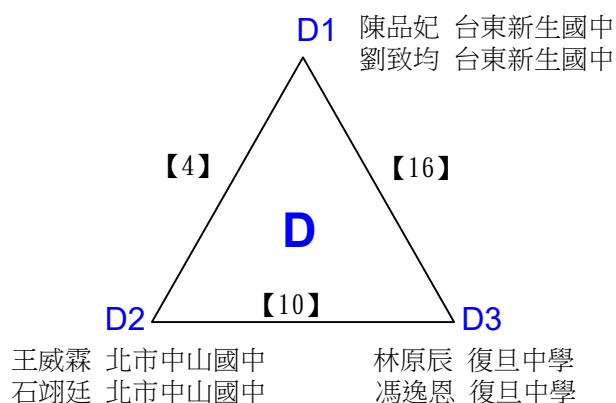 D1
陳品妃 台東新生國中
劉致均 台東新生國中
【4】
【16】
D
【10】
D2
D3
王威霖 北市中山國中
石翊廷 北市中山國中
林原辰 復旦中學
馮逸恩 復旦中學